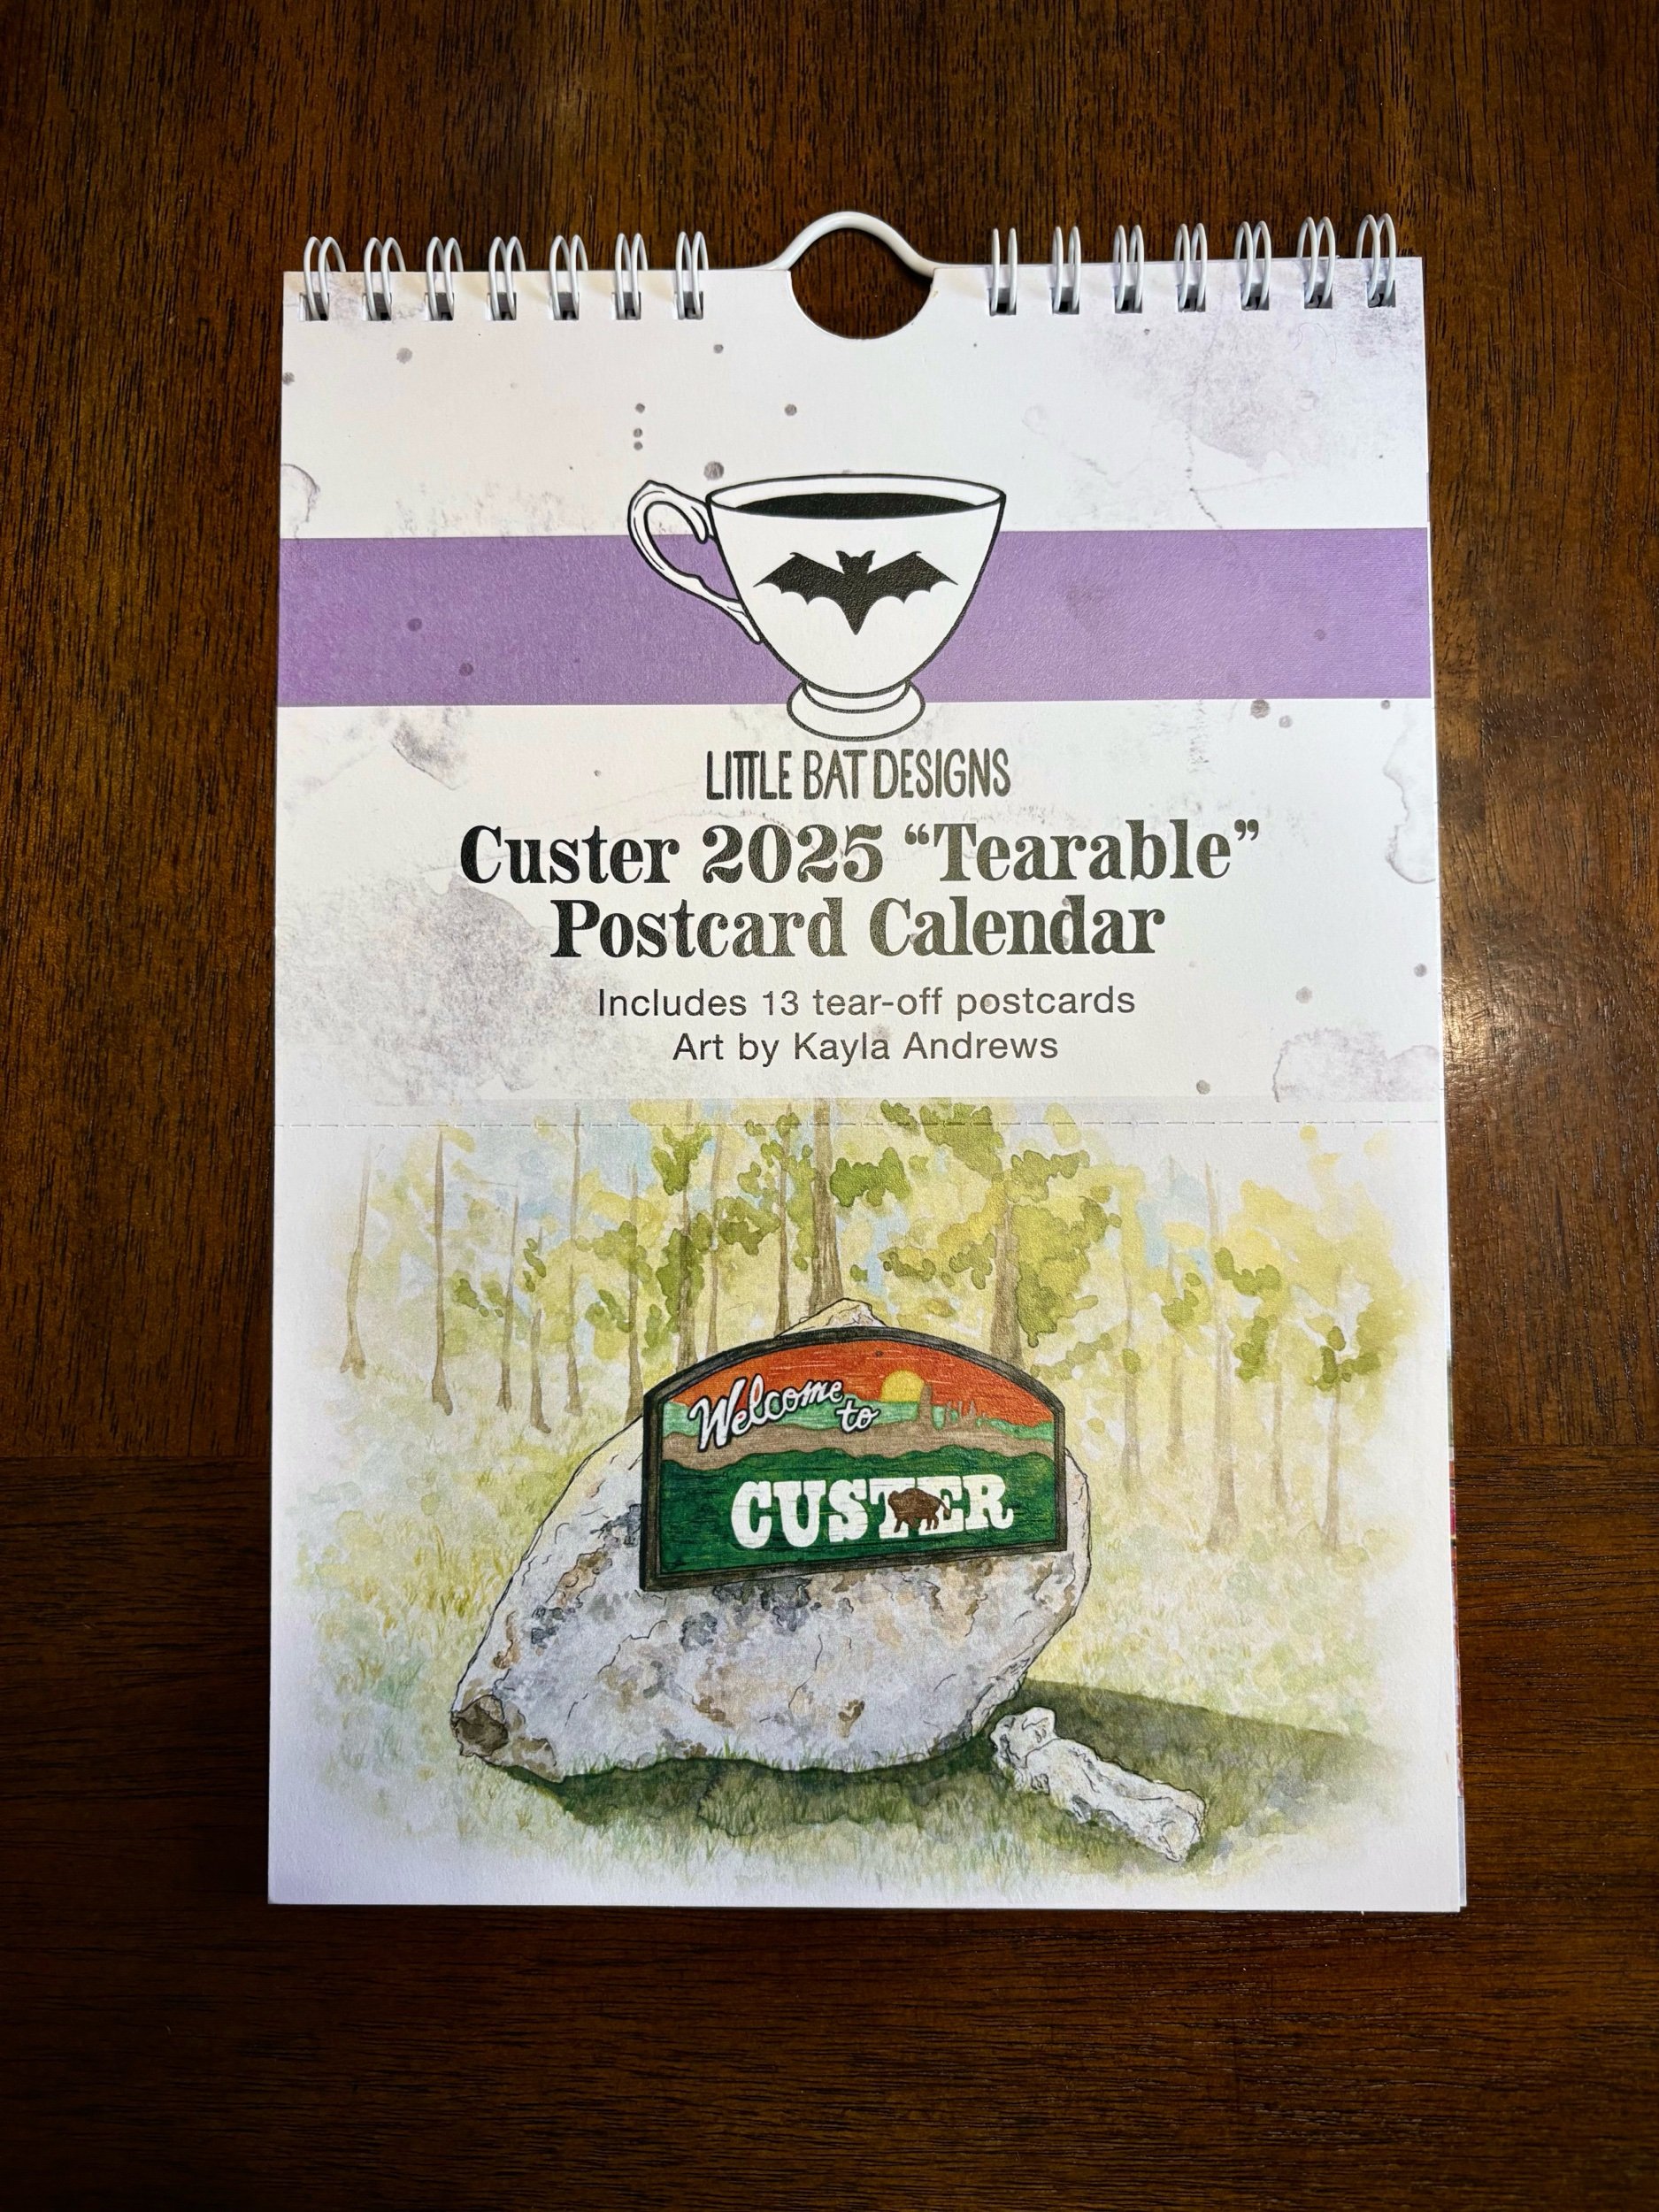 LITTLE BAT DESIGNS
Custer 2025 “Tearable”
Postcard Calendar
Includes 13 tear-off postcards
Art by Kayla Andrews
Welcome
to
CUSTER